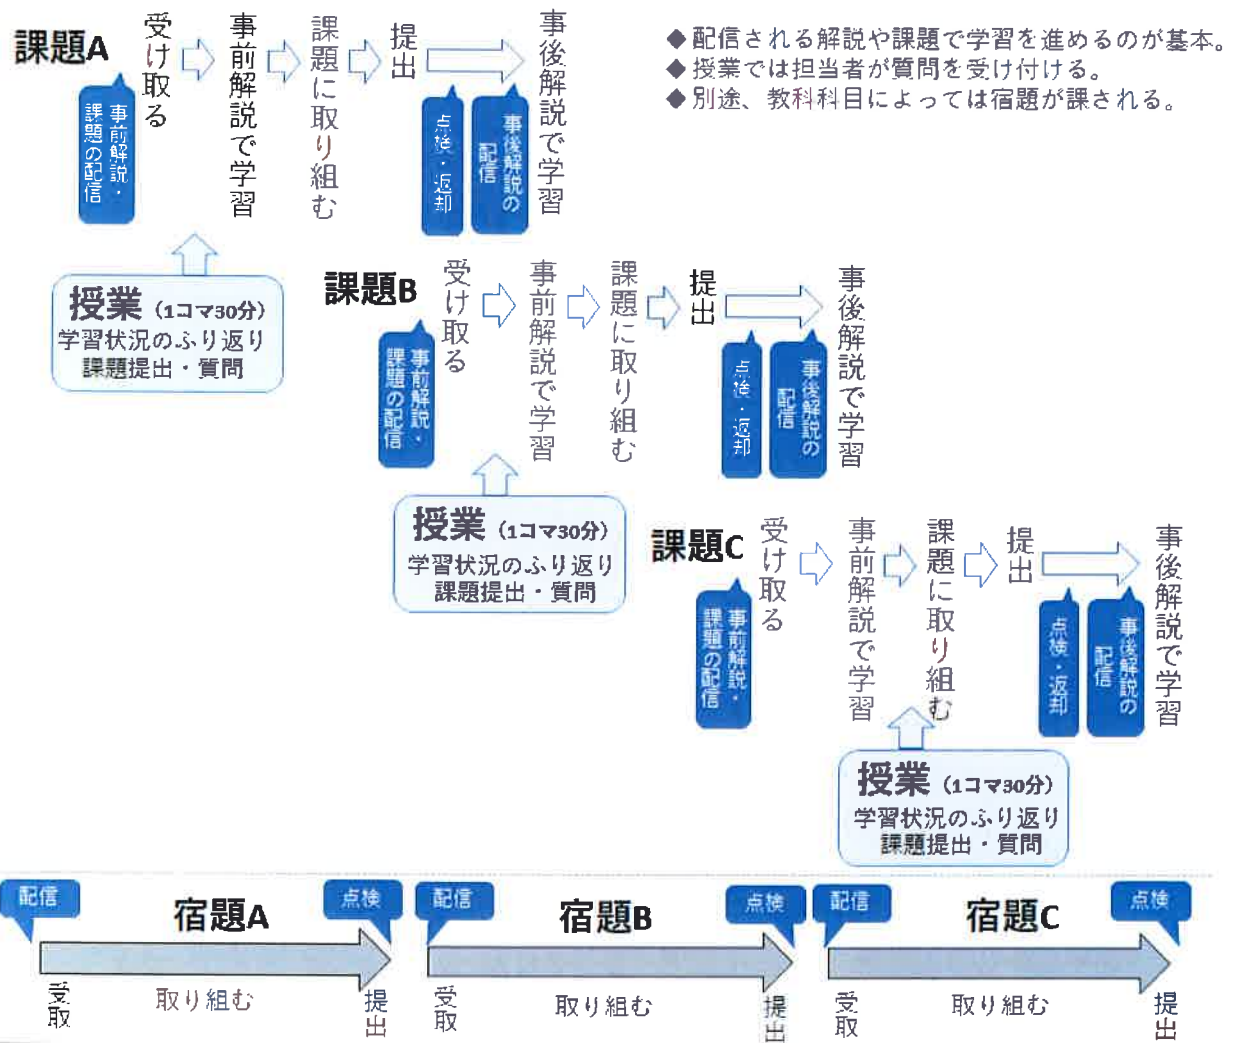 課題A
受け取る
事前解説で学習
課題に取り組む
提出
事後解説で学習
事前解説・
課題の配信
点検・返却
事後解説の
配信
◆配信される解説や課題で学習を進めるのが基本。
◆授業では担当者が質問を受け付ける。
◆別途、教科科目によっては宿題が課される。
授業（1コマ30分）
学習状況のふり返り
課題提出・質問
課題B
受け取る
事前解説で学習
課題に取り組む
提出
事後解説で学習
事前解説・
課題の配信
点検・返却
事後解説の
配信
授業（1コマ30分）
学習状況のふり返り
課題提出・質問
課題C
受け取る
事前解説で学習
課題に取り組む
提出
事後解説で学習
事前解説・
課題の配信
点検・返却
事後解説の
配信
授業（1コマ30分）
学習状況のふり返り
課題提出・質問
配信
宿題A
点検
受取
取り組む
提出
配信
宿題B
点検
受取
取り組む
提出
配信
宿題C
点検
受取
取り組む
提出